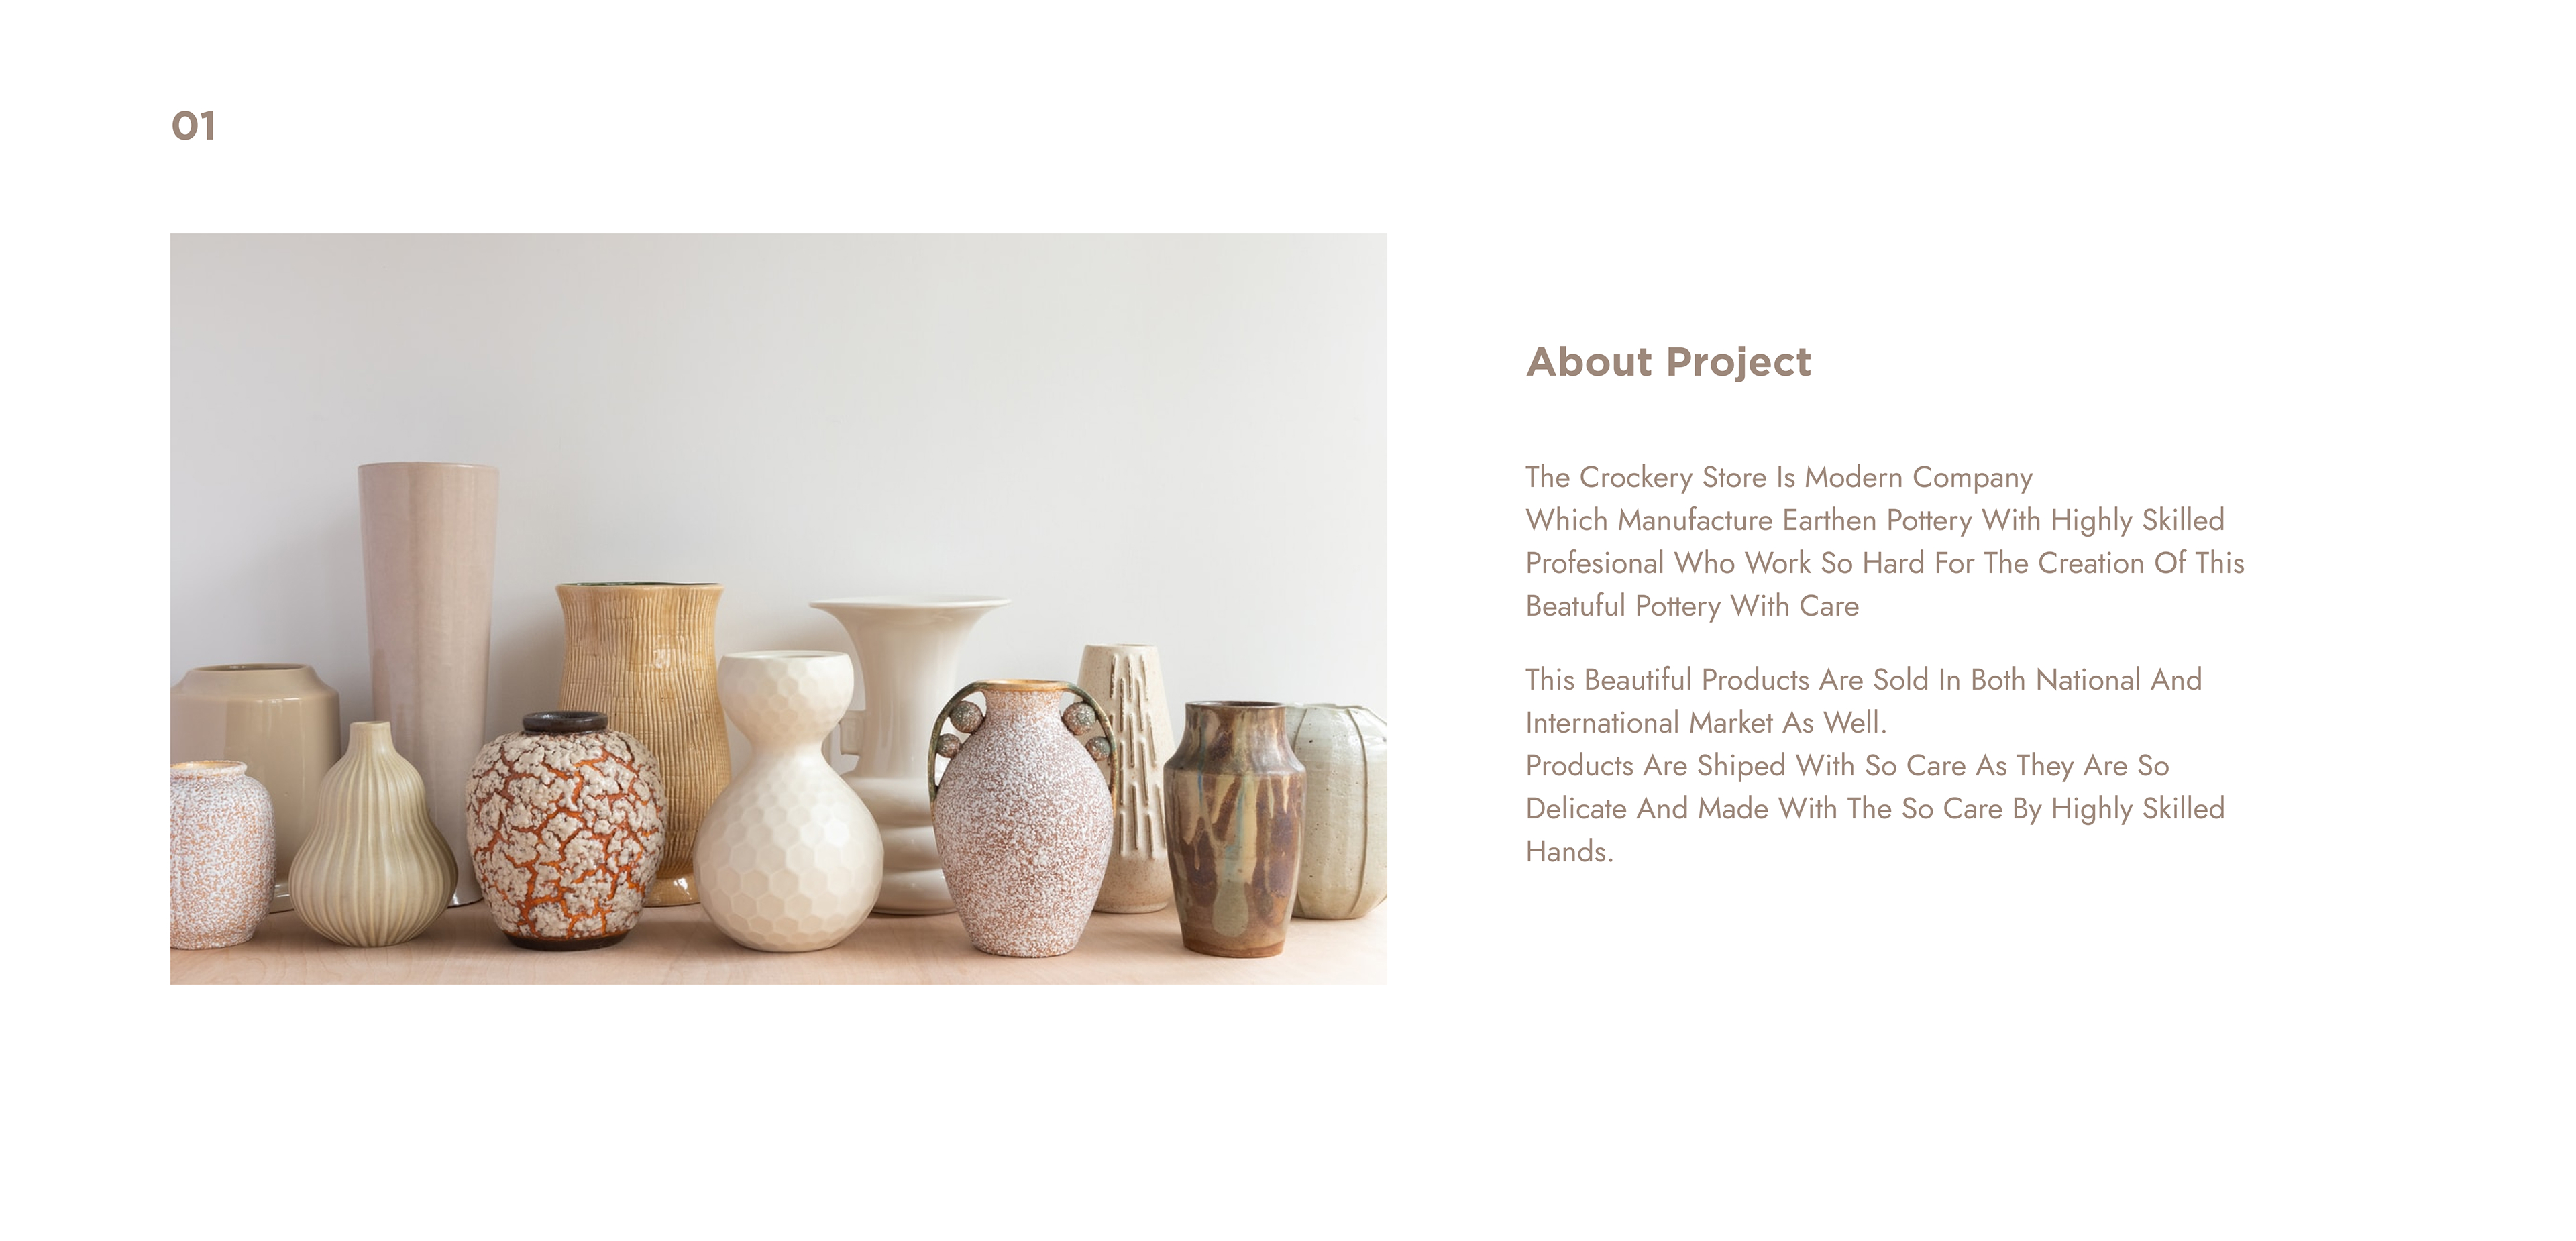 01
About Project
The Crockery Store Is Modern Company
Which Manufacture Earthen Pottery With Highly Skilled
Profesional Who Work So Hard For The Creation Of This
Beatuful Pottery With Care
This Beautiful Products Are Sold In Both National And
International Market As Well.
Products Are Shiped With So Care As They Are So
Delicate And Made With The So Care By Highly Skilled
Hands.